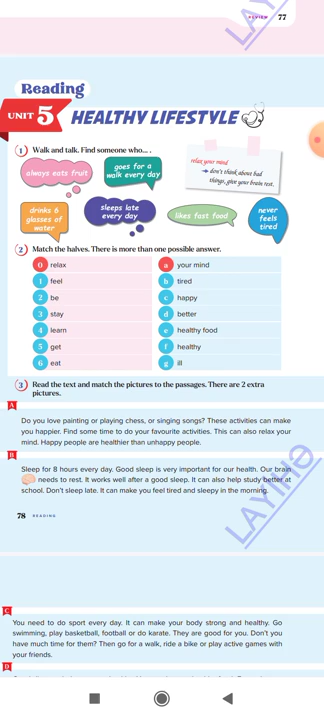 REVIEW 77
LAYIHƏ
Reading
UNIT 5 HEALTHY LIFESTYLE
1 Walk and talk. Find someone who... .
always eats fruit
goes for a
walk every day
relax your mind
don't think about bad
things, give your brain rest.
drinks 6
glasses of
water
sleeps late
every day
likes fast food
never
feels
tired
2 Match the halves. There is more than one possible answer.
0 relax a your mind
1 feel b tired
2 be c happy
3 stay d better
4 learn e healthy food
5 get f healthy
6 eat g ill
3 Read the text and match the pictures to the passages. There are 2 extra
pictures.
A
Do you love painting or playing chess, or singing songs? These activities can make
you happier. Find some time to do your favourite activities. This can also relax your
mind. Happy people are healthier than unhappy people.
B
Sleep for 8 hours every day. Good sleep is very important for our health. Our brain
needs to rest. It works well after a good sleep. It can also help study better at
school. Don't sleep late. It can make you feel tired and sleepy in the morning.
LAYIHƏ
78 READING
C
You need to do sport every day. It can make your body strong and healthy. Go
swimming, play basketball, football or do karate. They are good for you. Don't you
have much time for them? Then go for a walk, ride a bike or play active games with
your friends.
D